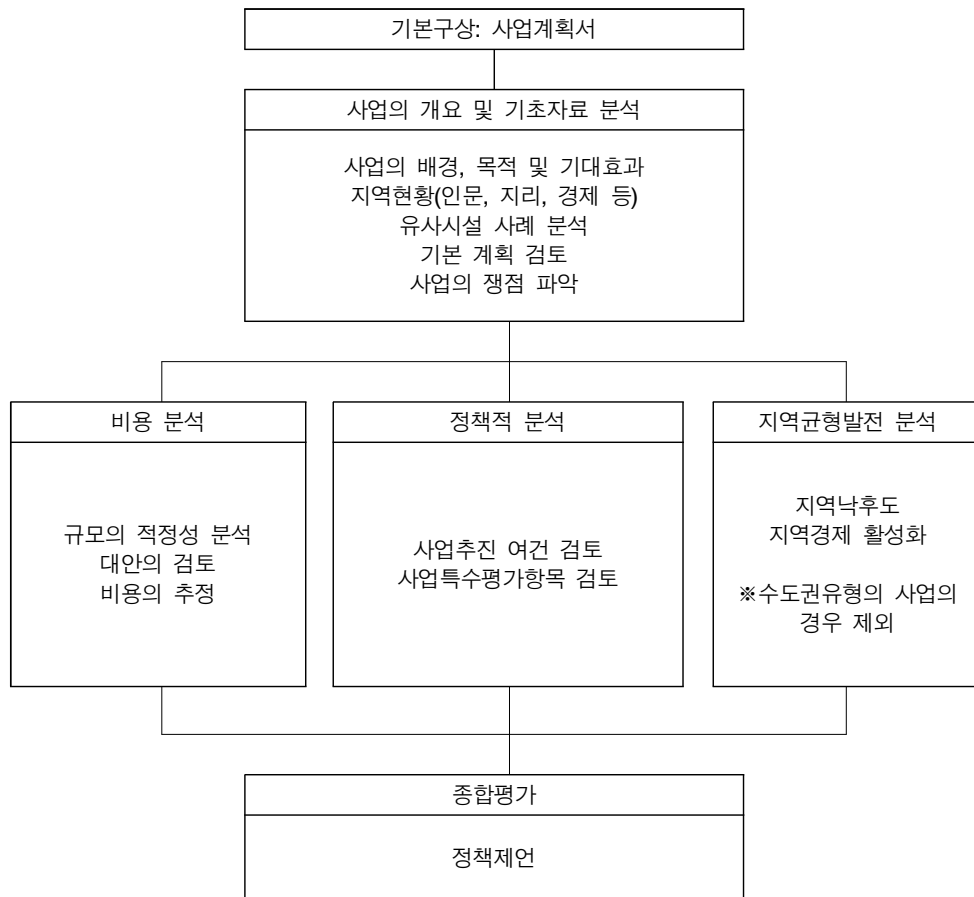 기본구상: 사업계획서
사업의 개요 및 기초자료 분석
사업의 배경, 목적 및 기대효과
지역현황(인문, 지리, 경제 등)
유사시설 사례 분석
기본 계획 검토
사업의 쟁점 파악
비용 분석
규모의 적정성 분석
대안의 검토
비용의 추정
정책적 분석
사업추진 여건 검토
사업특수평가항목 검토
지역균형발전 분석
지역낙후도
지역경제 활성화
※수도권유형의 사업의
경우 제외
종합평가
정책제언